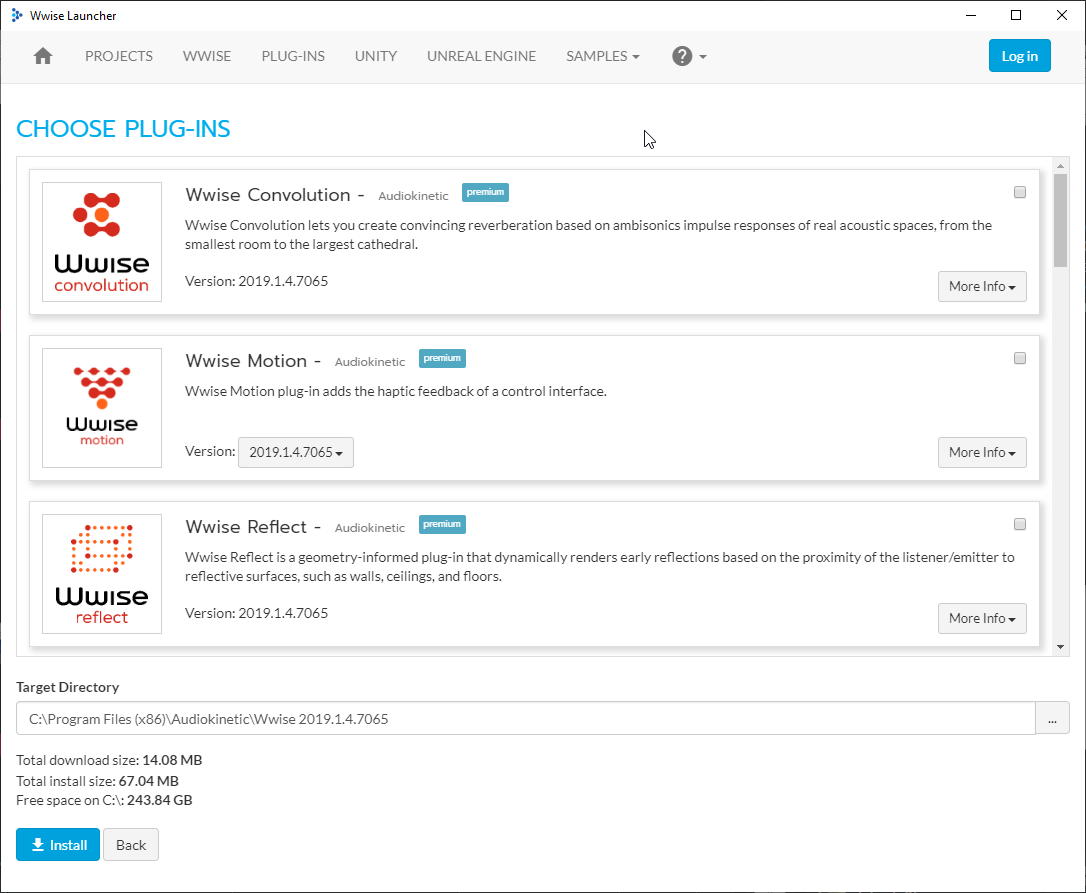 Wwise Launcher
PROJECTS WWISE PLUG-INS UNITY UNREAL ENGINE SAMPLES ? Log in
CHOOSE PLUG-INS
Wwise convolution
Wwise Convolution - Audiokinetic premium
Wwise Convolution lets you create convincing reverberation based on ambisonics impulse responses of real acoustic spaces, from the
smallest room to the largest cathedral.
Version: 2019.1.4.7065
More Info
Wwise motion
Wwise Motion - Audiokinetic premium
Wwise Motion plug-in adds the haptic feedback of a control interface.
Version: 2019.1.4.7065
More Info
Wwise reflect
Wwise Reflect - Audiokinetic premium
Wwise Reflect is a geometry-informed plug-in that dynamically renders early reflections based on the proximity of the listener/emitter to
reflective surfaces, such as walls, ceilings, and floors.
Version: 2019.1.4.7065
More Info
Target Directory
C:\Program Files (x86)\Audiokinetic\Wwise 2019.1.4.7065 ...
Total download size: 14.08 MB
Total install size: 67.04 MB
Free space on C:\: 243.84 GB
Install Back